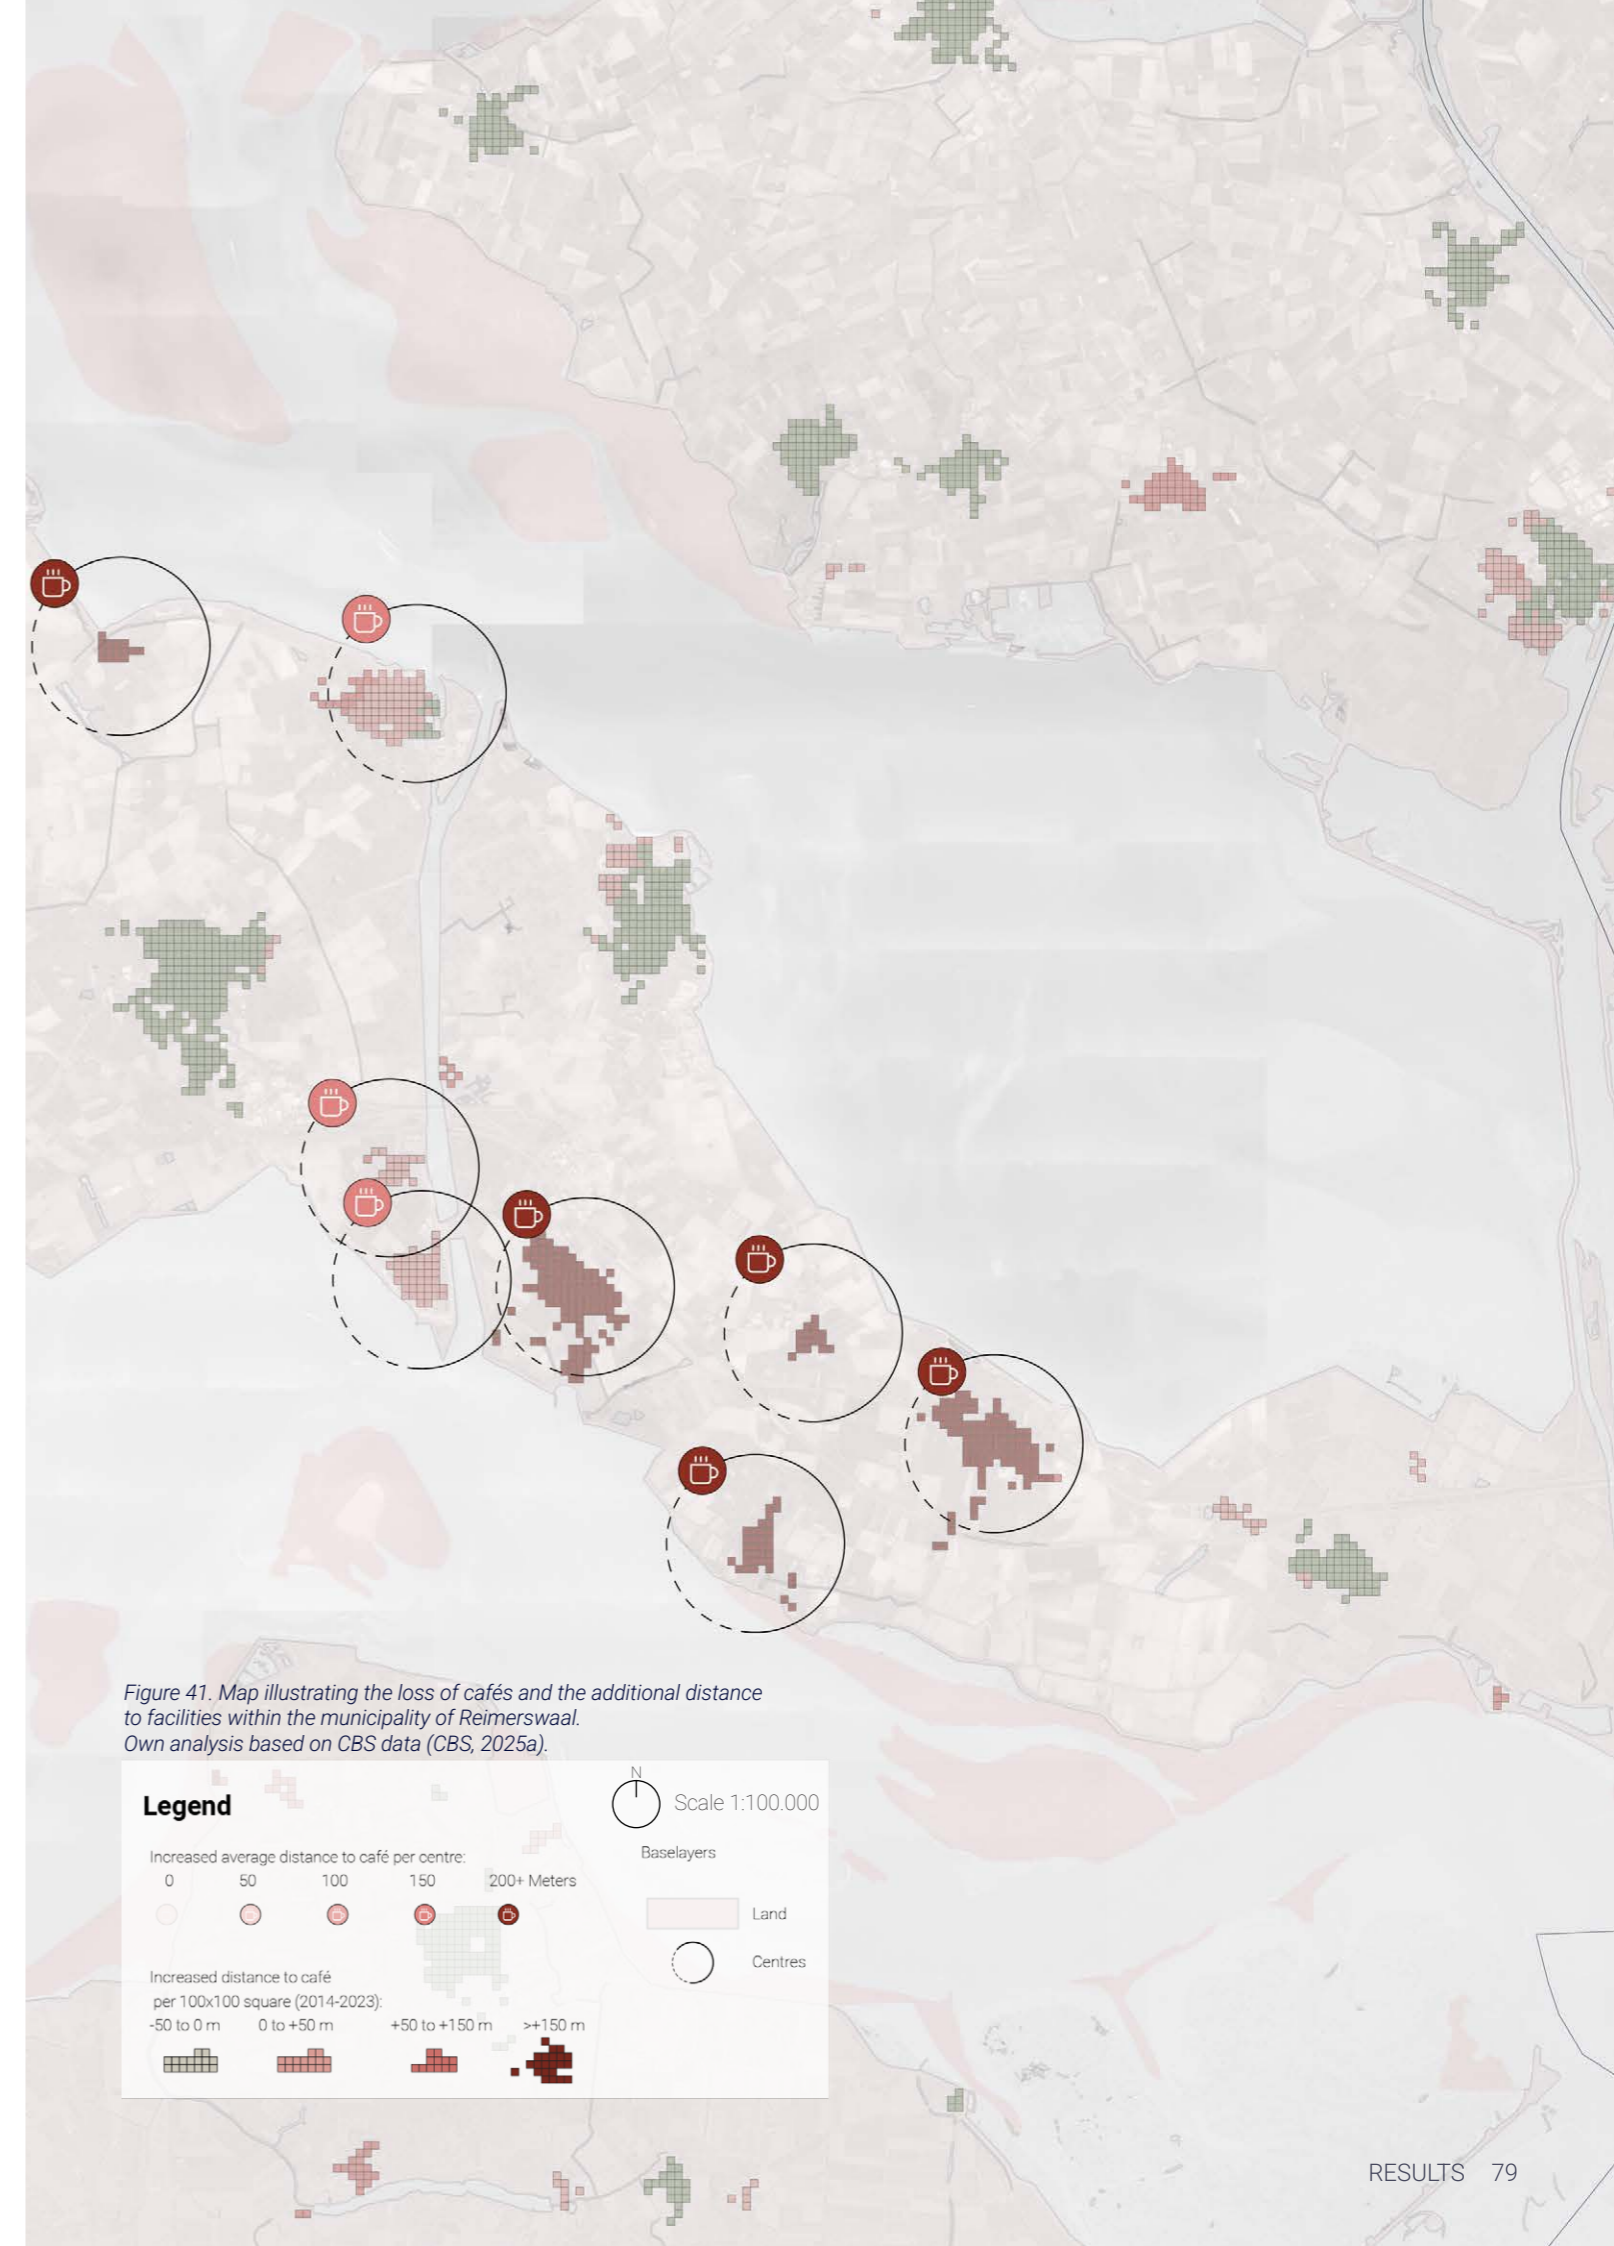 Figure 41. Map illustrating the loss of cafés and the additional distance
to facilities within the municipality of Reimerswaal.
Own analysis based on CBS data (CBS, 2025a).
Legend
N
Scale 1:100.000
Increased average distance to café per centre:
0 50 100 150 200+ Meters
Baselayers
Land
Centres
Increased distance to café
per 100x100 square (2014-2023):
-50 to 0 m 0 to +50 m +50 to +150 m >+150 m
RESULTS 79